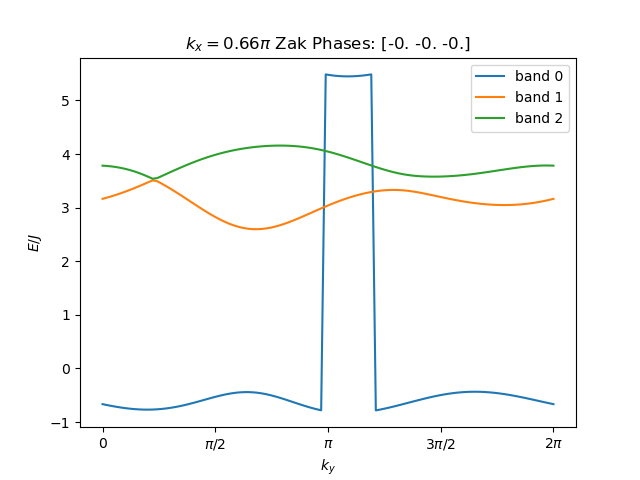 $k_x = 0.66\pi$ Zak Phases: [-0. -0. -0.]
band 0
band 1
band 2
5
4
3
2
1
0
−1
E/J
0
π/2
π
3π/2
2π
$k_y$